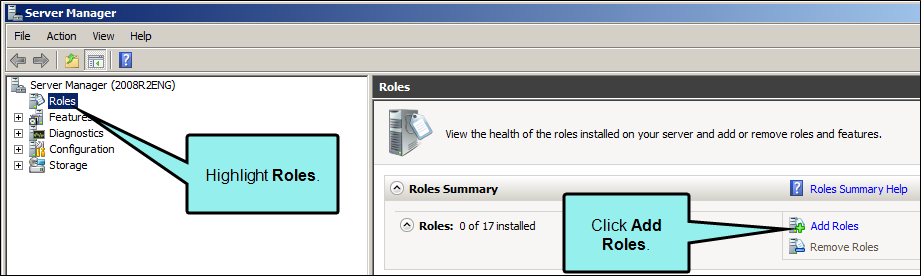 Server Manager
File Action View Help
Server Manager (2008R2ENG)
Roles
Features
Diagnostics
Configuration
Storage
Highlight Roles.
Roles
View the health of the roles installed on your server and add or remove roles and features.
Roles Summary
Roles Summary Help
Roles: 0 of 17 installed
Click Add
Roles.
Add Roles
Remove Roles